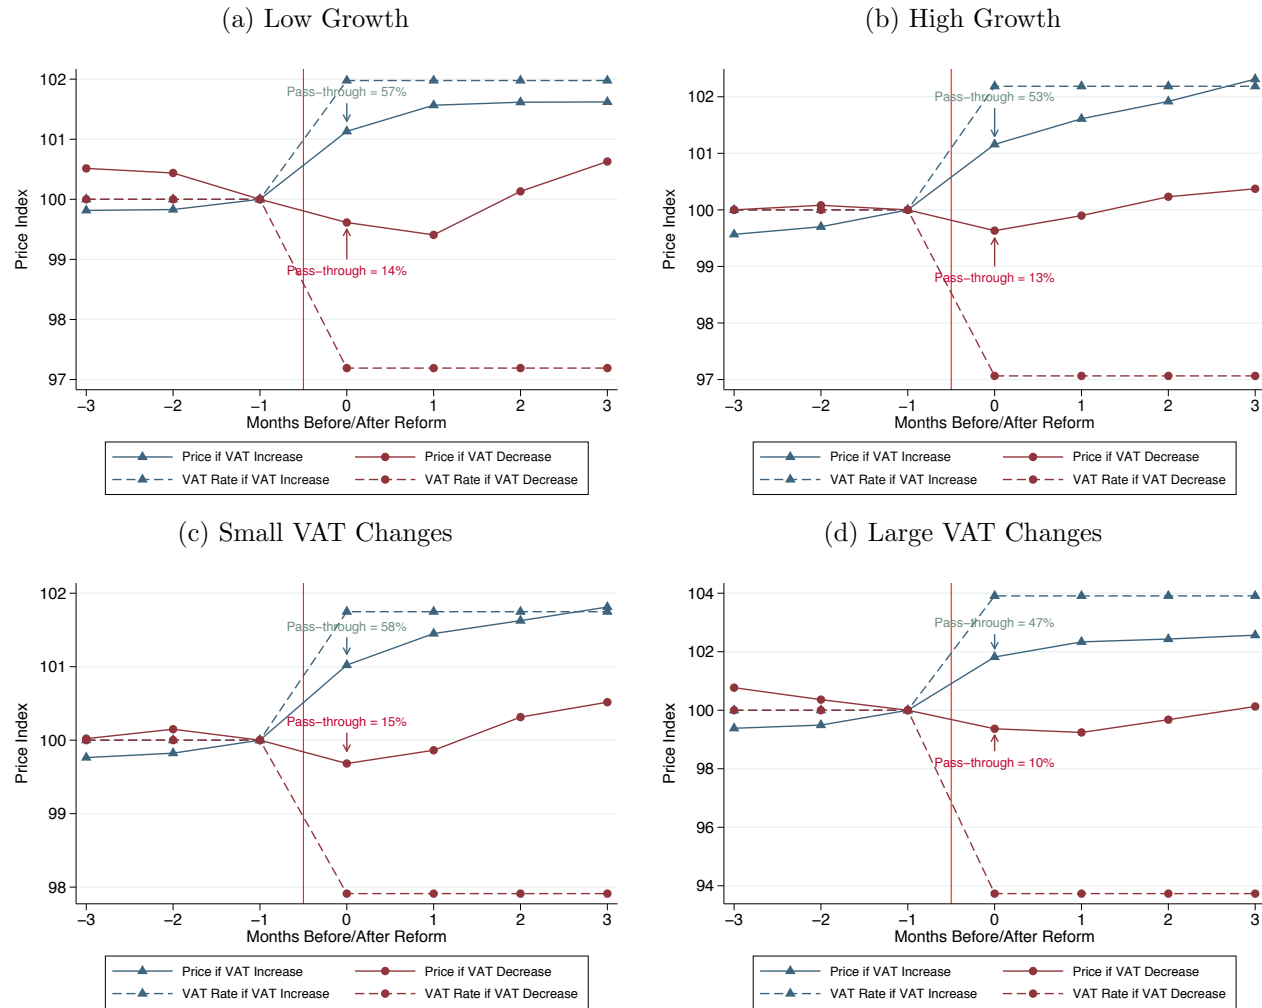 (a) Low Growth
102
101
100
99
98
97
Price Index
Pass−through = 57%
Pass−through = 14%
−3 −2 −1 0 1 2 3
Months Before/After Reform
Price if VAT Increase Price if VAT Decrease
VAT Rate if VAT Increase VAT Rate if VAT Decrease
(b) High Growth
102
101
100
99
98
97
Price Index
Pass−through = 53%
Pass−through = 13%
−3 −2 −1 0 1 2 3
Months Before/After Reform
Price if VAT Increase Price if VAT Decrease
VAT Rate if VAT Increase VAT Rate if VAT Decrease
(c) Small VAT Changes
102
101
100
99
98
Price Index
Pass−through = 58%
Pass−through = 15%
−3 −2 −1 0 1 2 3
Months Before/After Reform
Price if VAT Increase Price if VAT Decrease
VAT Rate if VAT Increase VAT Rate if VAT Decrease
(d) Large VAT Changes
104
102
100
98
96
94
Price Index
Pass−through = 47%
Pass−through = 10%
−3 −2 −1 0 1 2 3
Months Before/After Reform
Price if VAT Increase Price if VAT Decrease
VAT Rate if VAT Increase VAT Rate if VAT Decrease